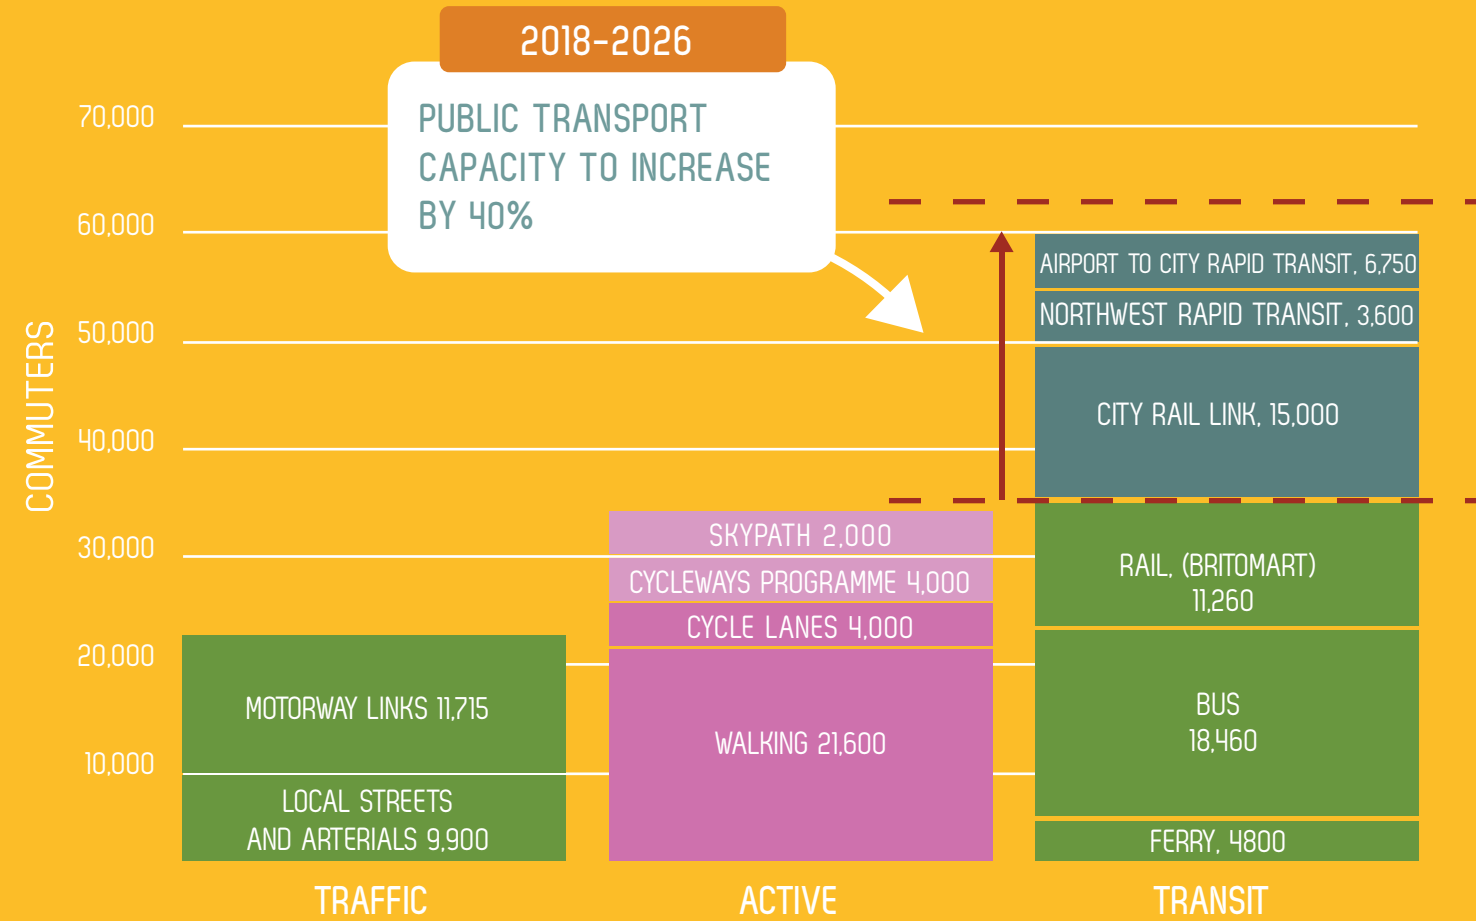 2018-2026
PUBLIC TRANSPORT
CAPACITY TO INCREASE
BY 40%
COMMUTERS
70,000
60,000
50,000
40,000
30,000
20,000
10,000
MOTORWAY LINKS 11,715
LOCAL STREETS
AND ARTERIALS 9,900
TRAFFIC
SKYPATH 2,000
CYCLEWAYS PROGRAMME 4,000
CYCLE LANES 4,000
WALKING 21,600
ACTIVE
AIRPORT TO CITY RAPID TRANSIT, 6,750
NORTHWEST RAPID TRANSIT, 3,600
CITY RAIL LINK, 15,000
RAIL, (BRITOMART)
11,260
BUS
18,460
FERRY, 4800
TRANSIT